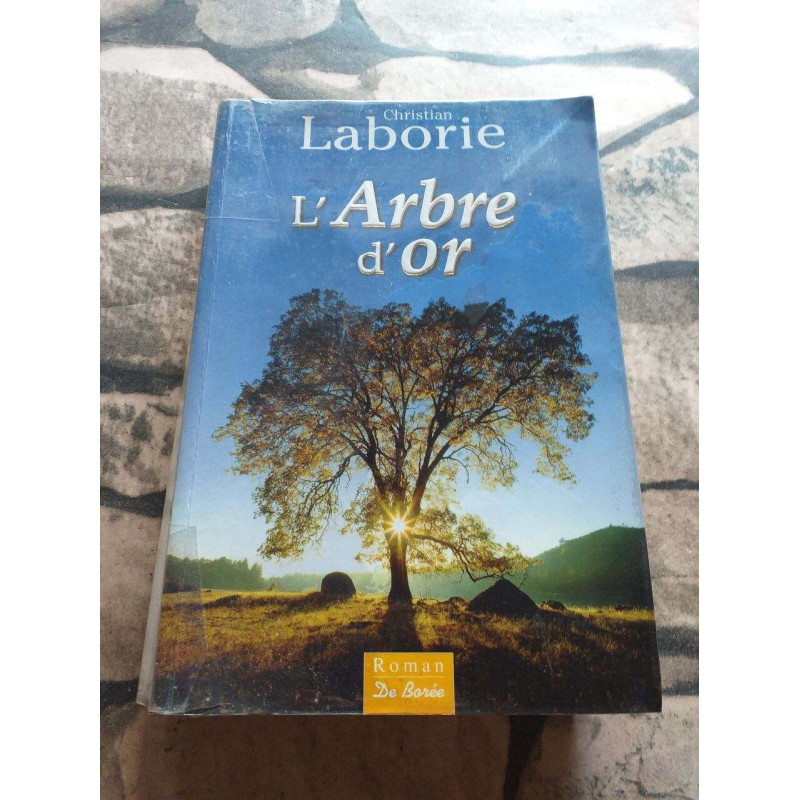 Christian
Laborie
L'Arbre
d'or
Roman
De Borée